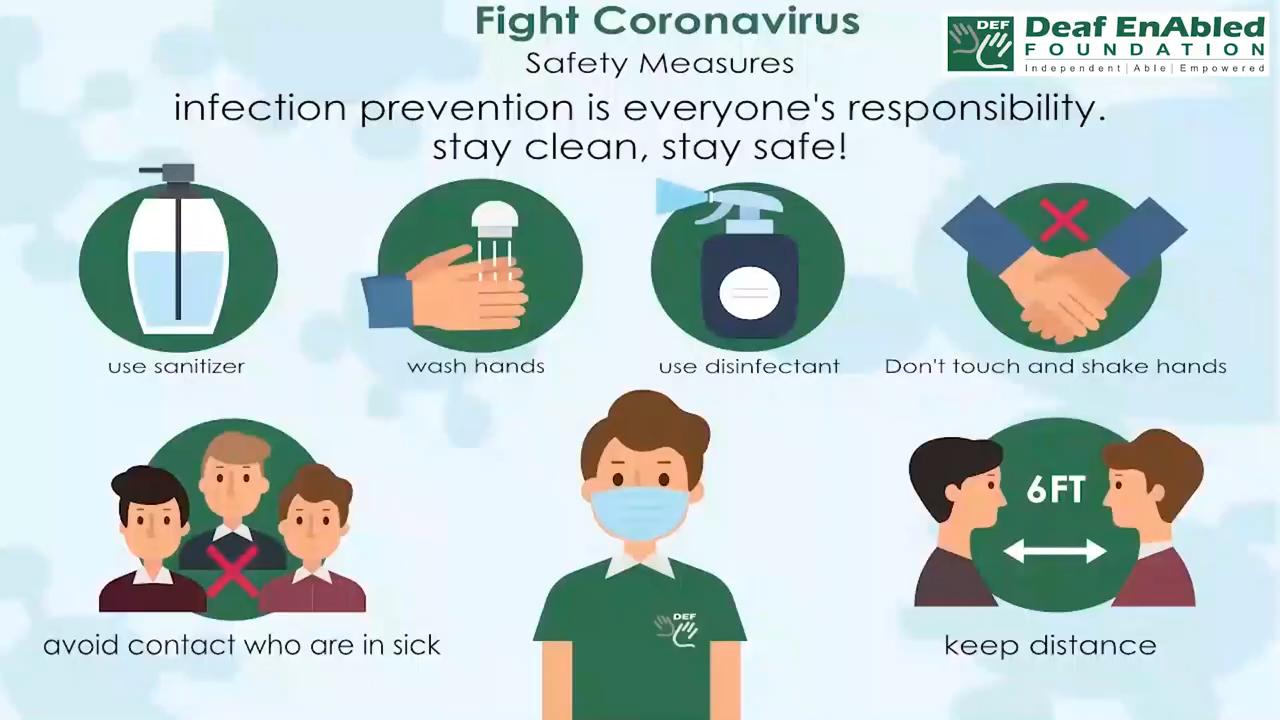 Fight Coronavirus
Safety Measures
DEF
Deaf EnAbled
FOUNDATION
Independent | Able | Empowered
infection prevention is everyone's responsibility.
stay clean, stay safe!
use sanitizer
wash hands
use disinfectant
Don't touch and shake hands
6FT
DEF
avoid contact who are in sick
keep distance